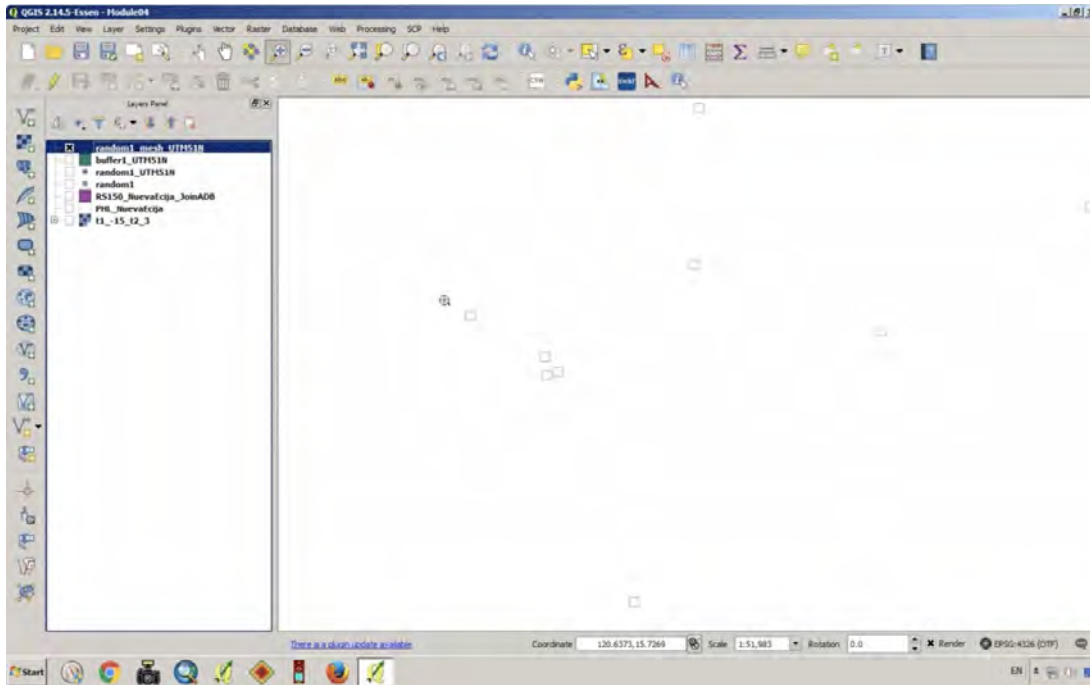 QGIS 2.14.5-Essen - Module04
Project Edit View Layer Settings Plugins Vector Raster Database Web Processing SCP Help
Layers Panel
random1_mesh_UTM51N
buffer1_UTM51N
random1_UTM51N
random1
RS150_NuevaEcija_JoinADB
PHL_NuevaEcija
t1_-15_t2_3
There is a plugin update available
Coordinate 120.6373,15.7269 Scale 1:51,983 Rotation 0.0 Render EPSG:4326 (OTF)
Start
EN